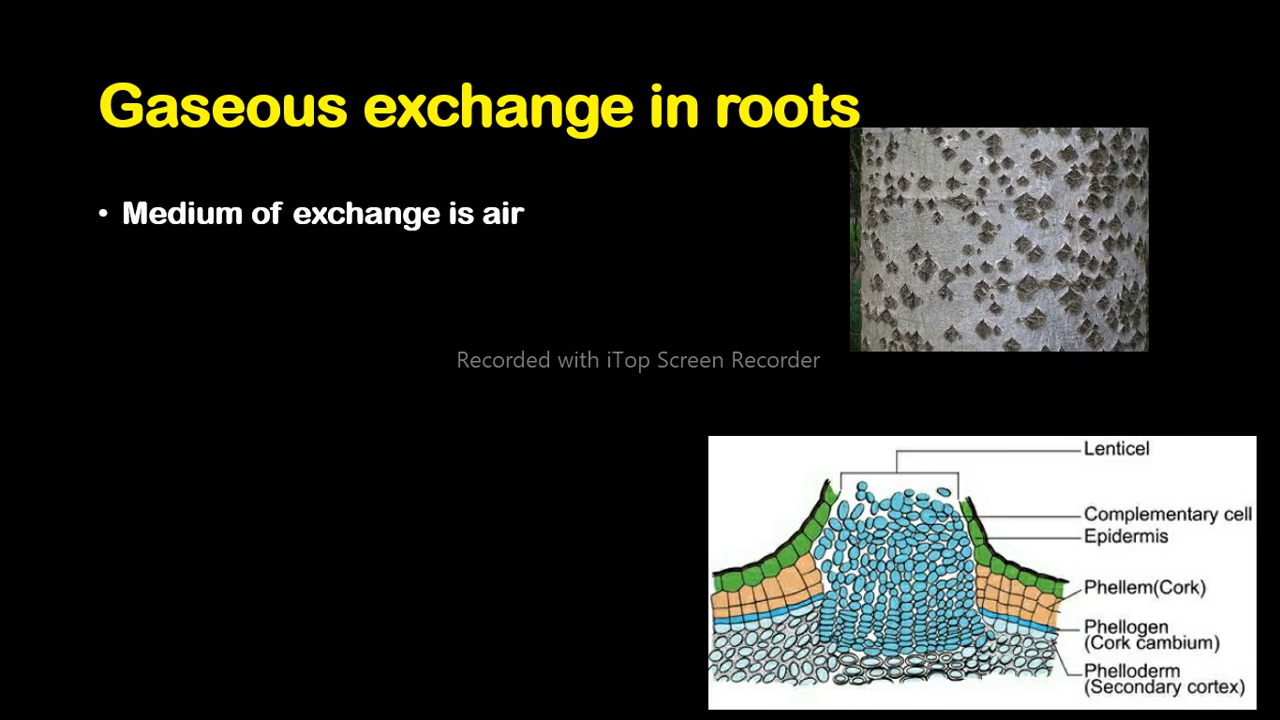 Gaseous exchange in roots
• Medium of exchange is air
Recorded with iTop Screen Recorder
Lenticel
Complementary cell
Epidermis
Phellem(Cork)
Phellogen
(Cork cambium)
Phelloderm
(Secondary cortex)